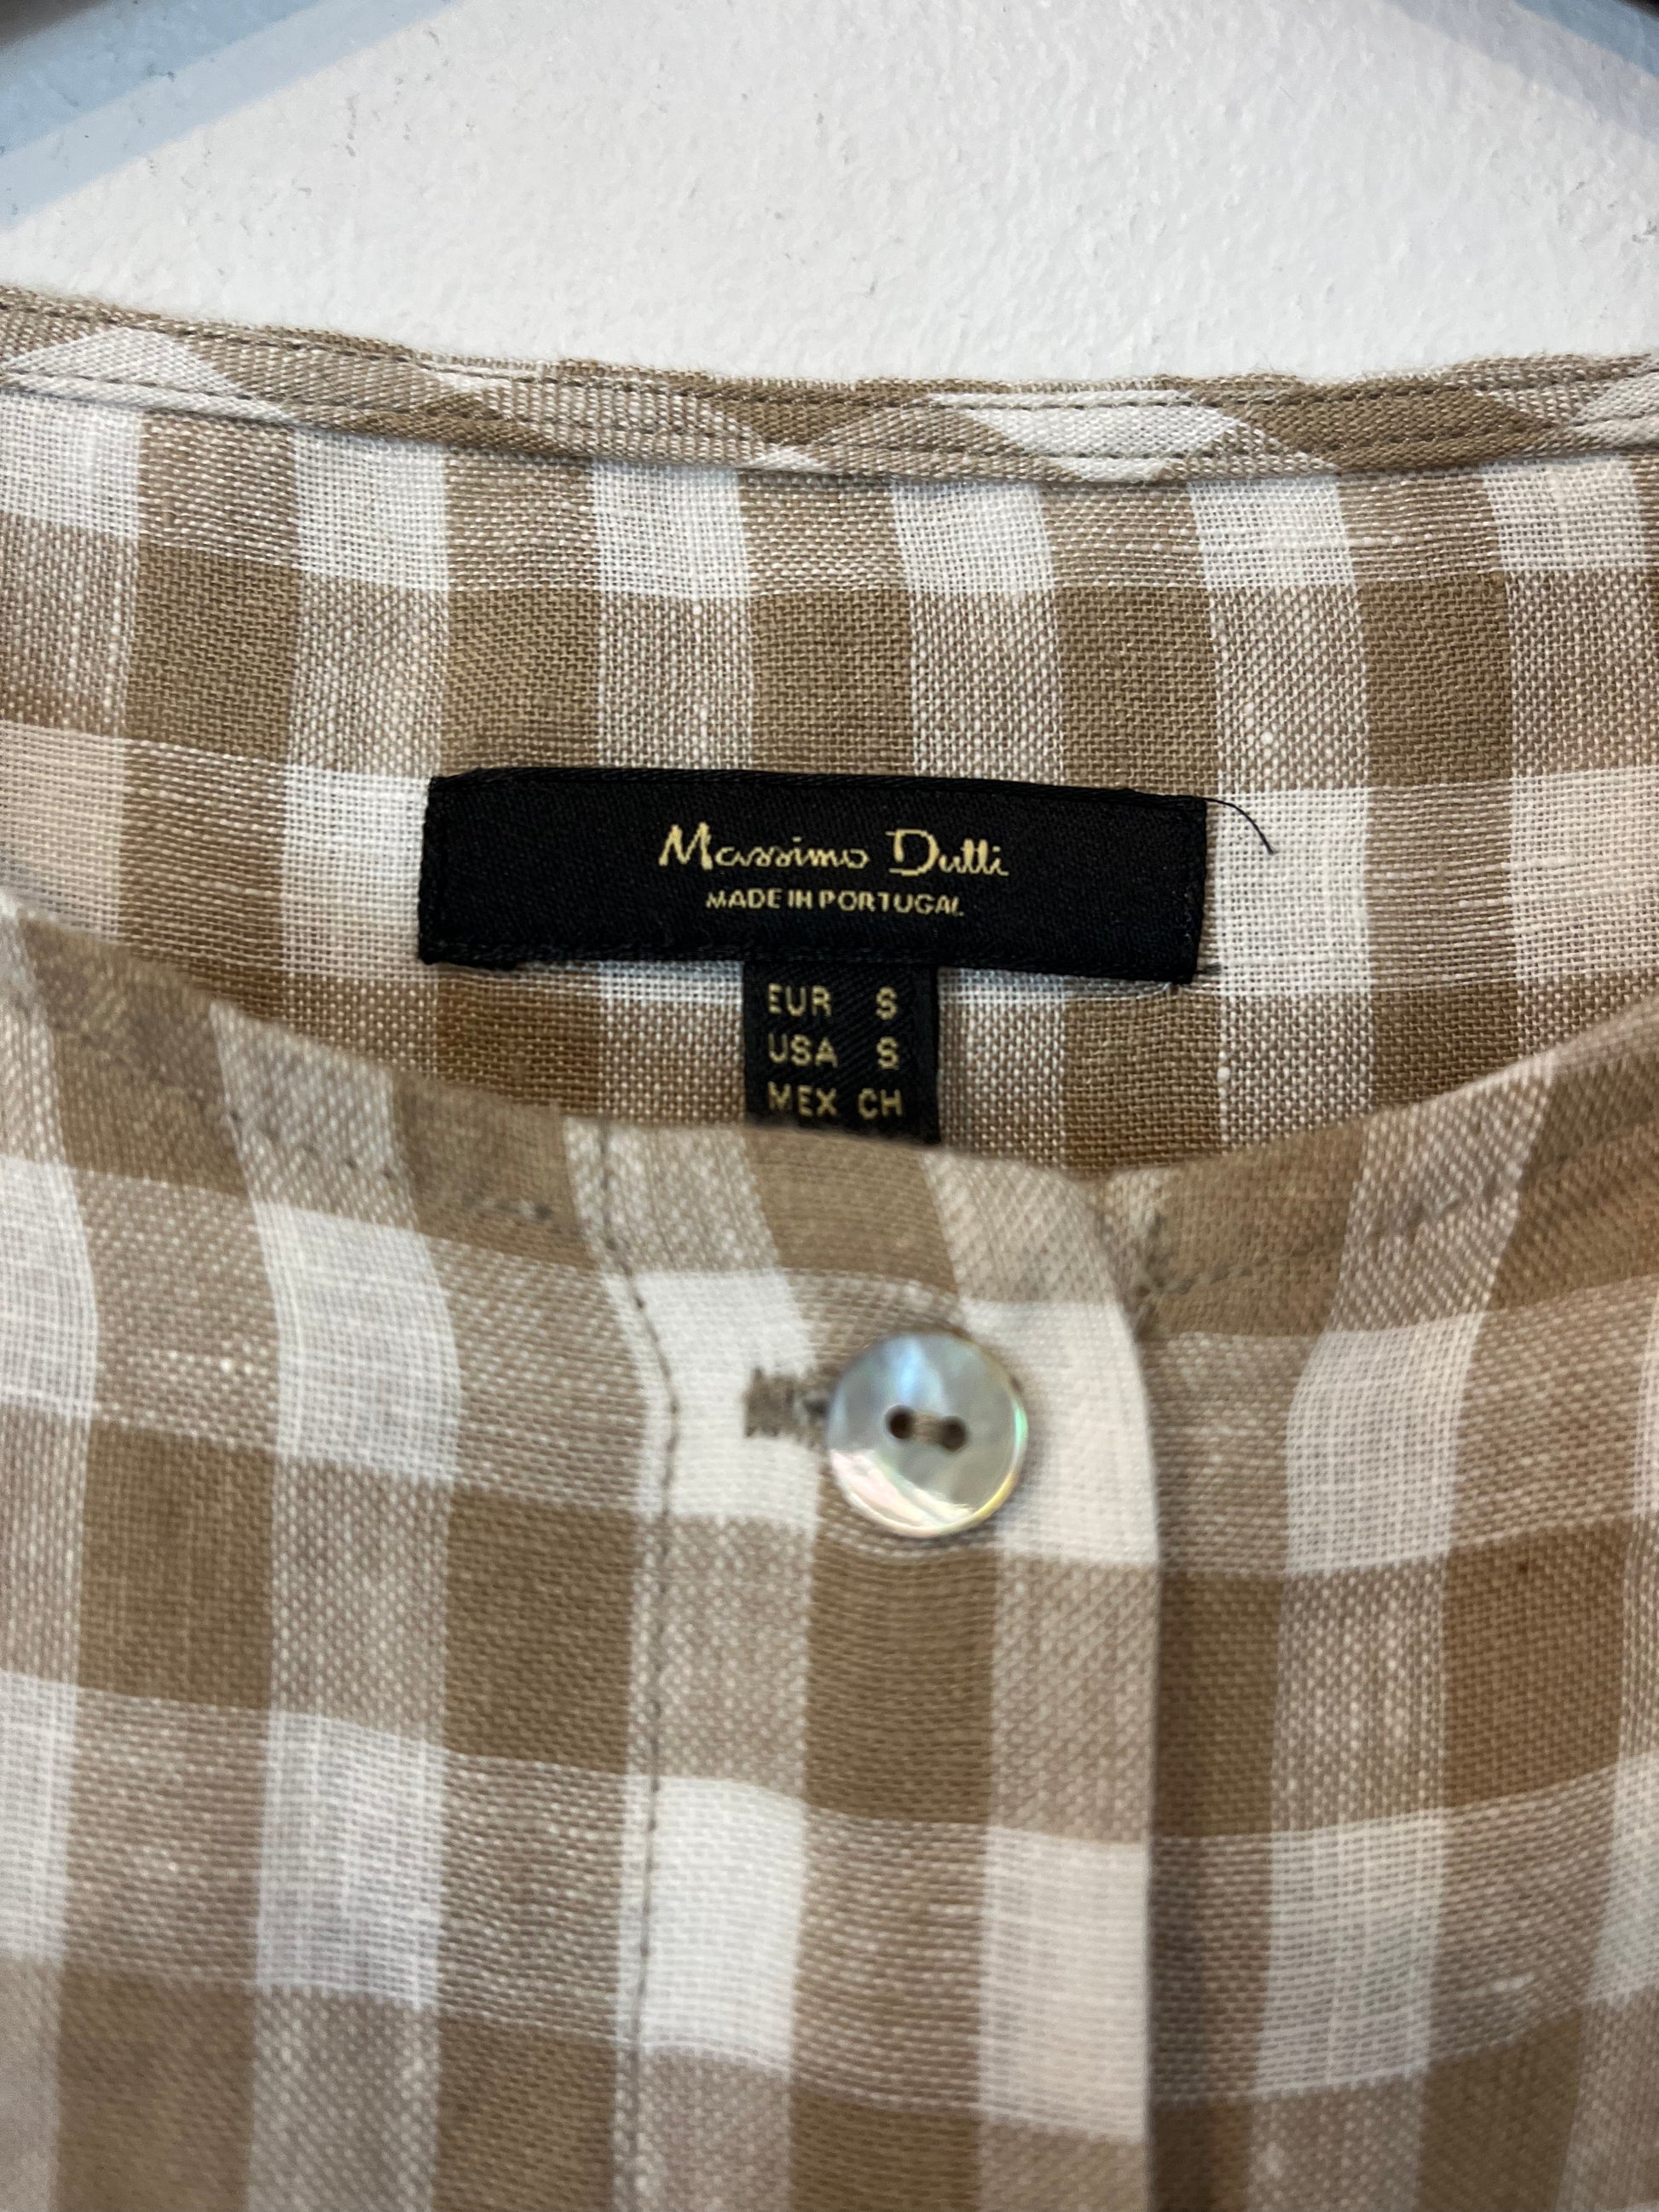 Massimo Dutti
MADE IN PORTUGAL
EUR S
USA S
MEX CH